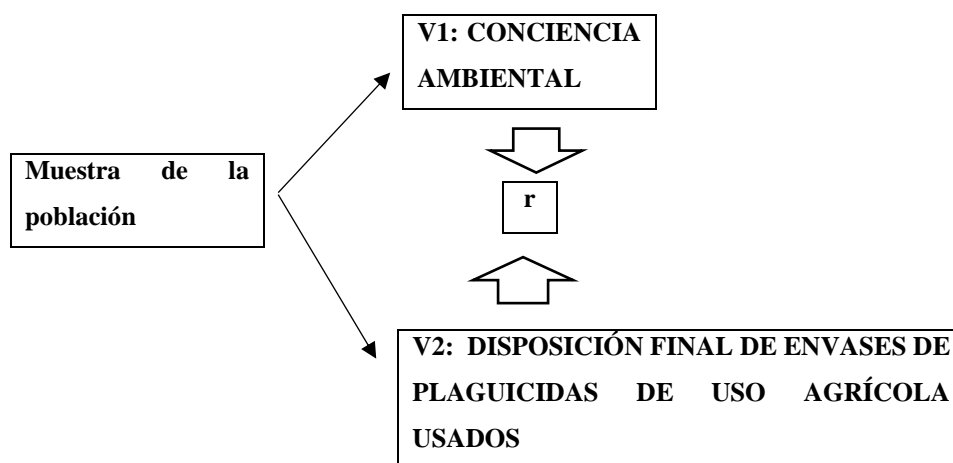 V1: CONCIENCIA
AMBIENTAL
Muestra de la
población
r
V2: DISPOSICIÓN FINAL DE ENVASES DE
PLAGUICIDAS DE USO AGRÍCOLA
USADOS